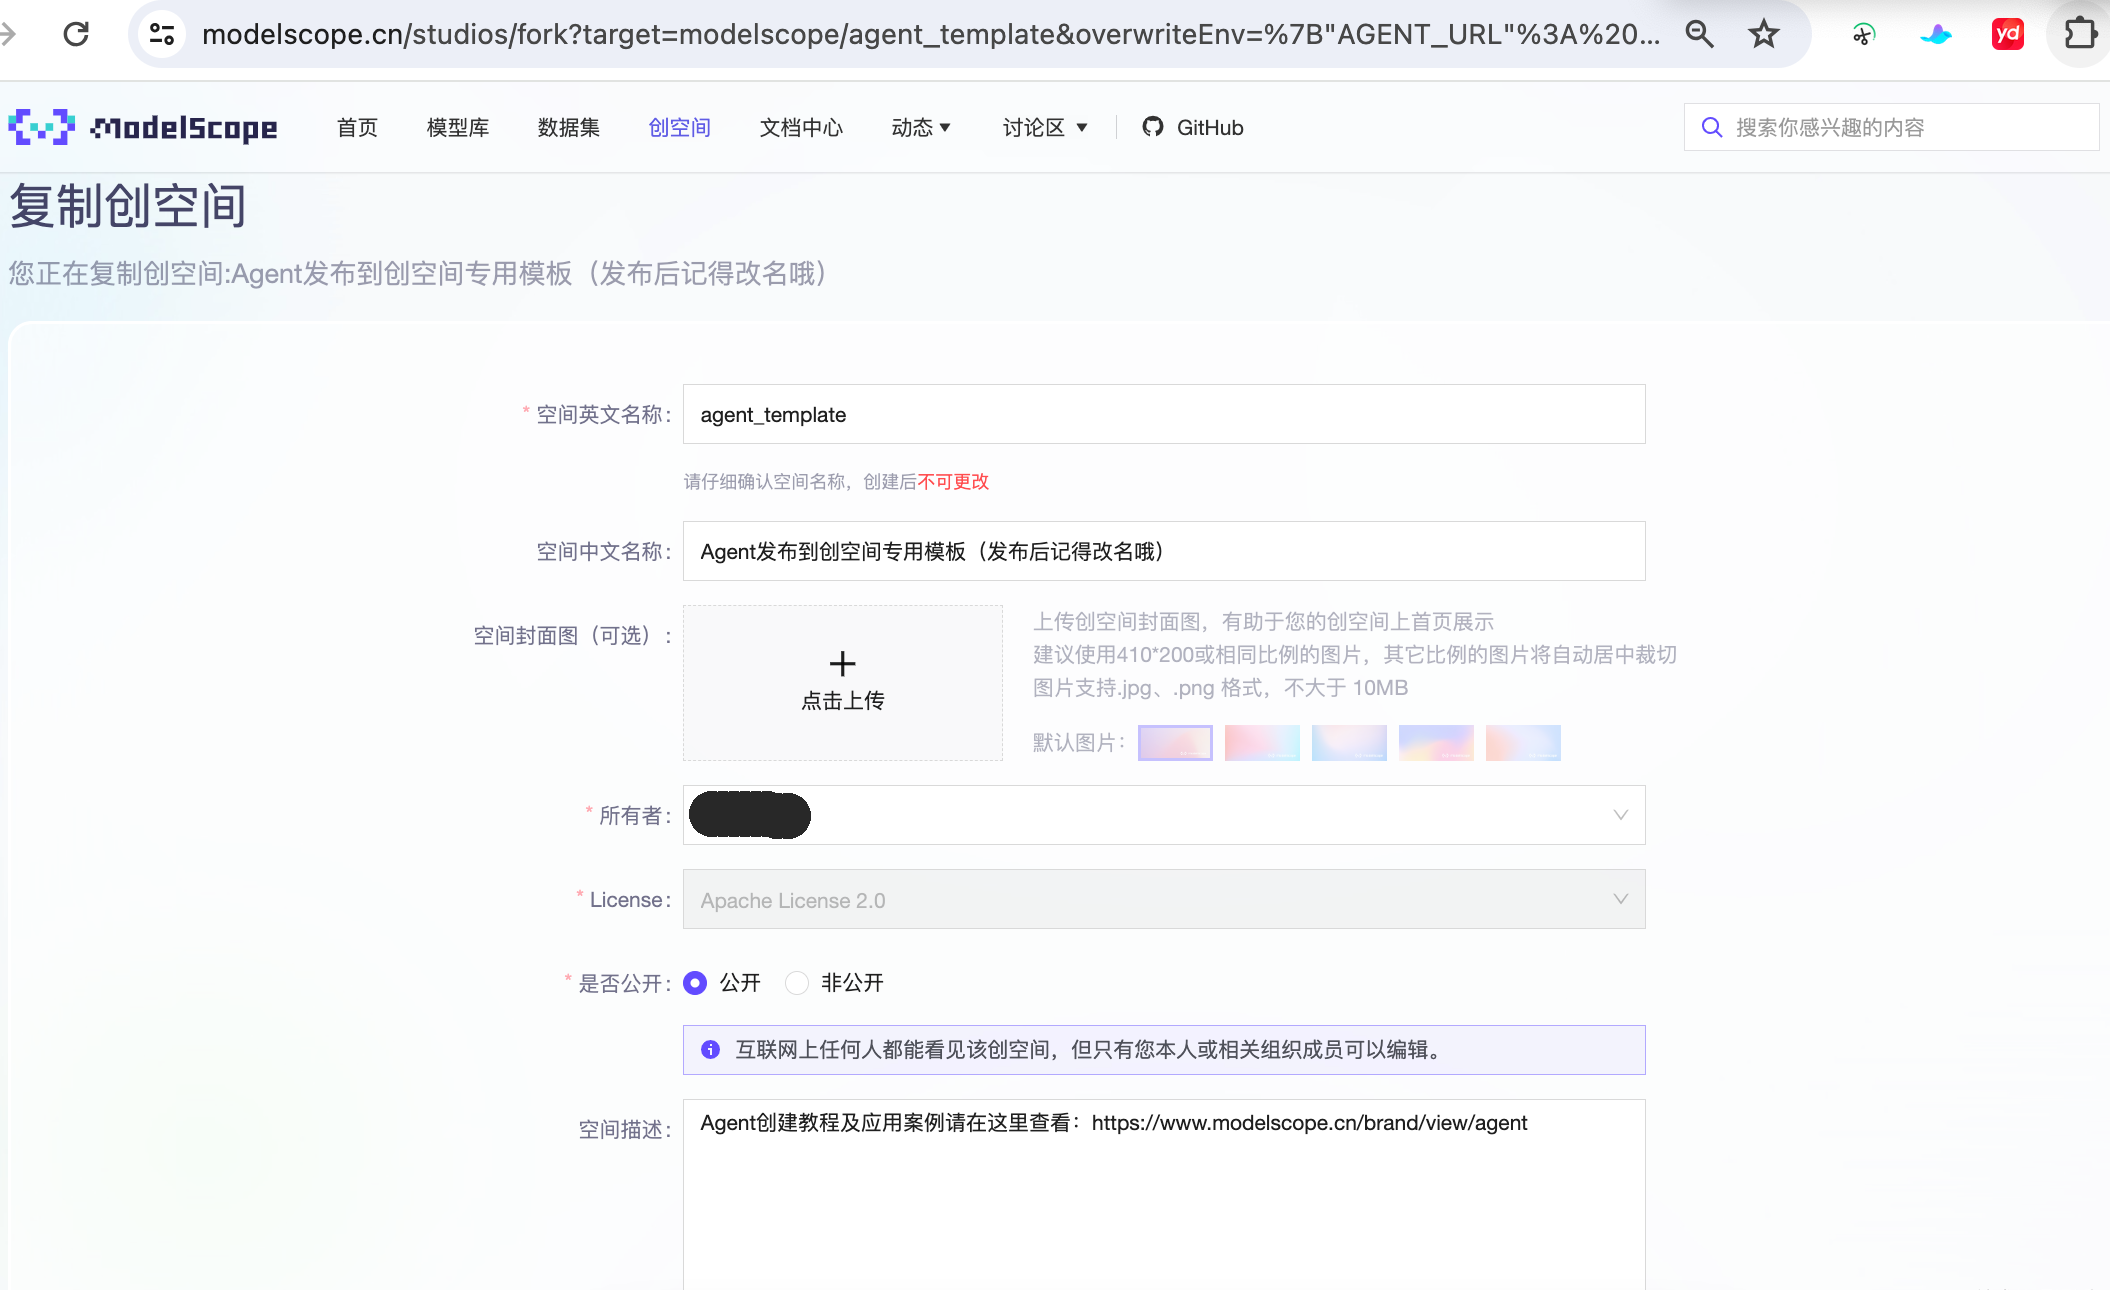 modelscope.cn/studios/fork?target=modelscope/agent_template&overwriteEnv=%7B"AGENT_URL"%3A%20...
yd
ModelScope
首页 模型库 数据集 创空间 文档中心 动态 讨论区 GitHub
搜索你感兴趣的内容
复制创空间
您正在复制创空间:Agent发布到创空间专用模板（发布后记得改名哦）
* 空间英文名称: agent_template
请仔细确认空间名称，创建后不可更改
空间中文名称: Agent发布到创空间专用模板（发布后记得改名哦）
空间封面图（可选）:
点击上传
上传创空间封面图，有助于您的创空间上首页展示
建议使用410*200或相同比例的图片，其它比例的图片将自动居中裁切
图片支持.jpg、.png 格式，不大于 10MB
默认图片:
* 所有者:
* License: Apache License 2.0
* 是否公开: 公开 非公开
互联网上任何人都能看见该创空间，但只有您本人或相关组织成员可以编辑。
空间描述: Agent创建教程及应用案例请在这里查看：https://www.modelscope.cn/brand/view/agent